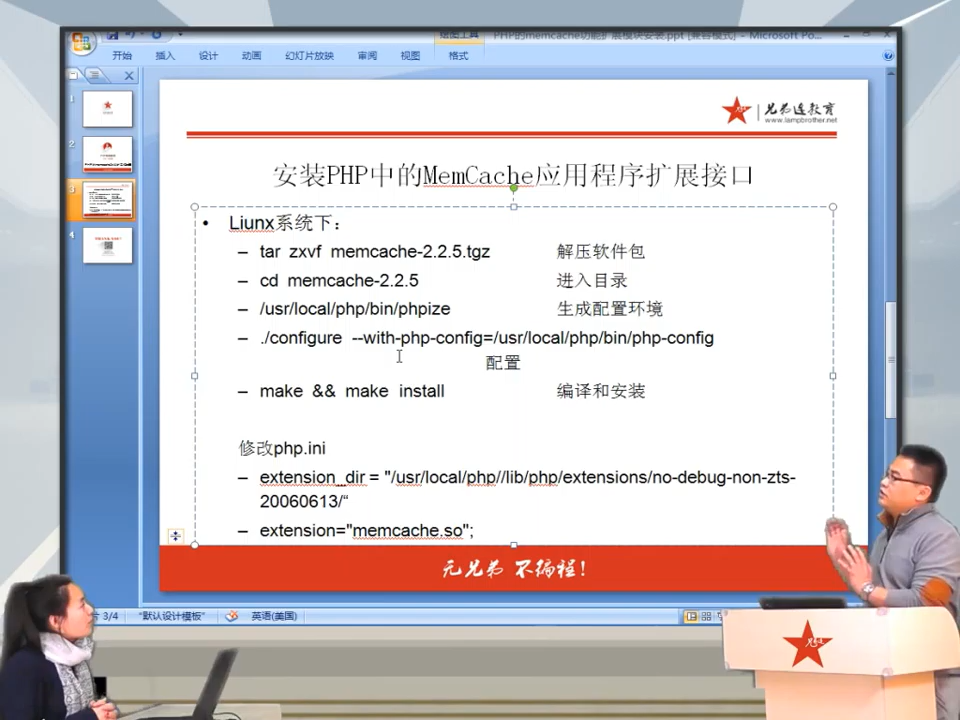 PHP的memcache功能扩展模块安装.ppt [兼容模式] - Microsoft Po...
绘图工具
开始 插入 设计 动画 幻灯片放映 审阅 视图 格式
1
2
3
4
兄弟连教育
www.lampbrother.net
安装PHP中的MemCache应用程序扩展接口
• Liunx系统下：
– tar zxvf memcache-2.2.5.tgz 解压软件包
– cd memcache-2.2.5 进入目录
– /usr/local/php/bin/phpize 生成配置环境
– ./configure --with-php-config=/usr/local/php/bin/php-config
配置
– make && make install 编译和安装
修改php.ini
– extension_dir = "/usr/local/php//lib/php/extensions/no-debug-non-zts-
20060613/“
– extension="memcache.so";
无兄弟 不编程！
片 3/4 "默认设计模板" 英语(美国)